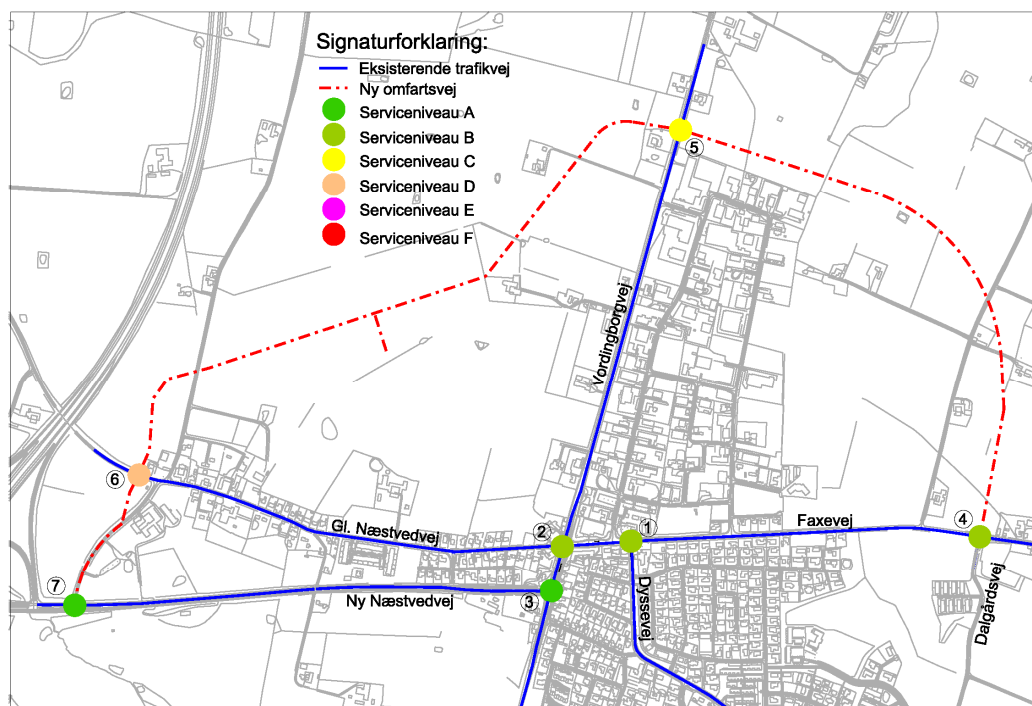 Signaturforklaring:
Eksisterende trafikvej
Ny omfartsvej
Serviceniveau A
Serviceniveau B
Serviceniveau C
Serviceniveau D
Serviceniveau E
Serviceniveau F
5
Vordingborgvej
6
Gl. Næstvedvej
2
1
Faxevej
4
7
Ny Næstvedvej
3
Dyssevej
Dalgårdsvej